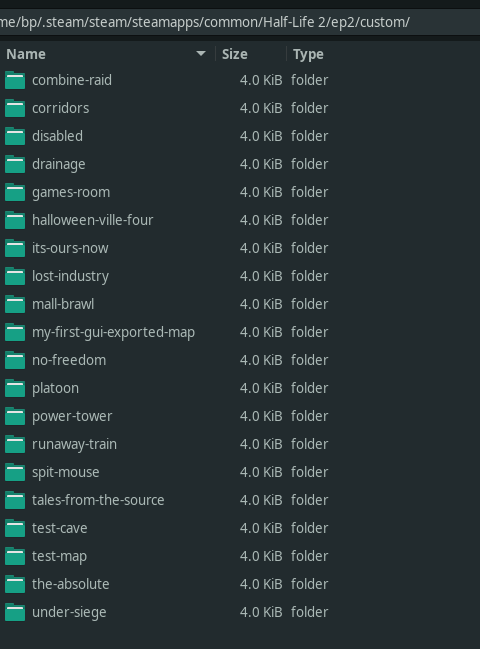 me/bp/.steam/steam/steamapps/common/Half-Life 2/ep2/custom/
Name Size Type
combine-raid 4.0 KiB folder
corridors 4.0 KiB folder
disabled 4.0 KiB folder
drainage 4.0 KiB folder
games-room 4.0 KiB folder
halloween-ville-four 4.0 KiB folder
its-ours-now 4.0 KiB folder
lost-industry 4.0 KiB folder
mall-brawl 4.0 KiB folder
my-first-gui-exported-map 4.0 KiB folder
no-freedom 4.0 KiB folder
platoon 4.0 KiB folder
power-tower 4.0 KiB folder
runaway-train 4.0 KiB folder
spit-mouse 4.0 KiB folder
tales-from-the-source 4.0 KiB folder
test-cave 4.0 KiB folder
test-map 4.0 KiB folder
the-absolute 4.0 KiB folder
under-siege 4.0 KiB folder